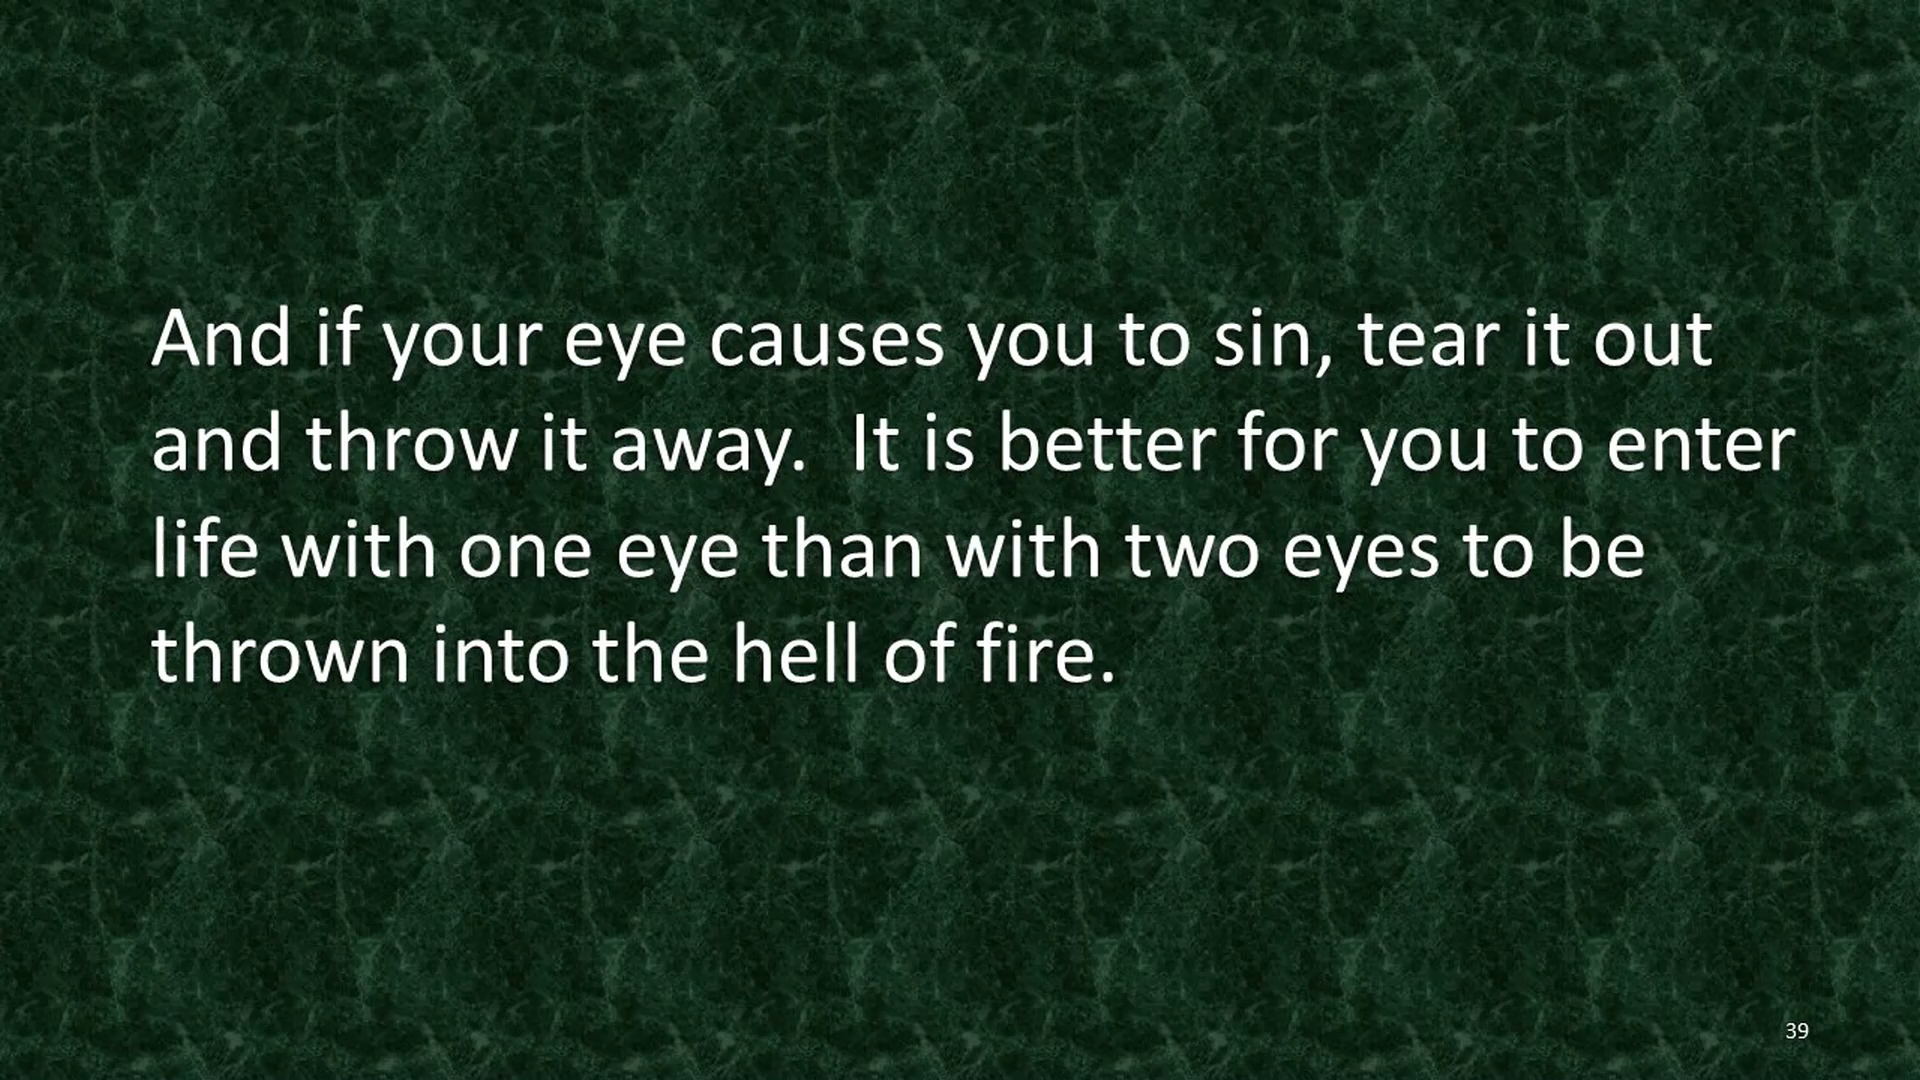 And if your eye causes you to sin, tear it out
and throw it away.  It is better for you to enter
life with one eye than with two eyes to be
thrown into the hell of fire.
39